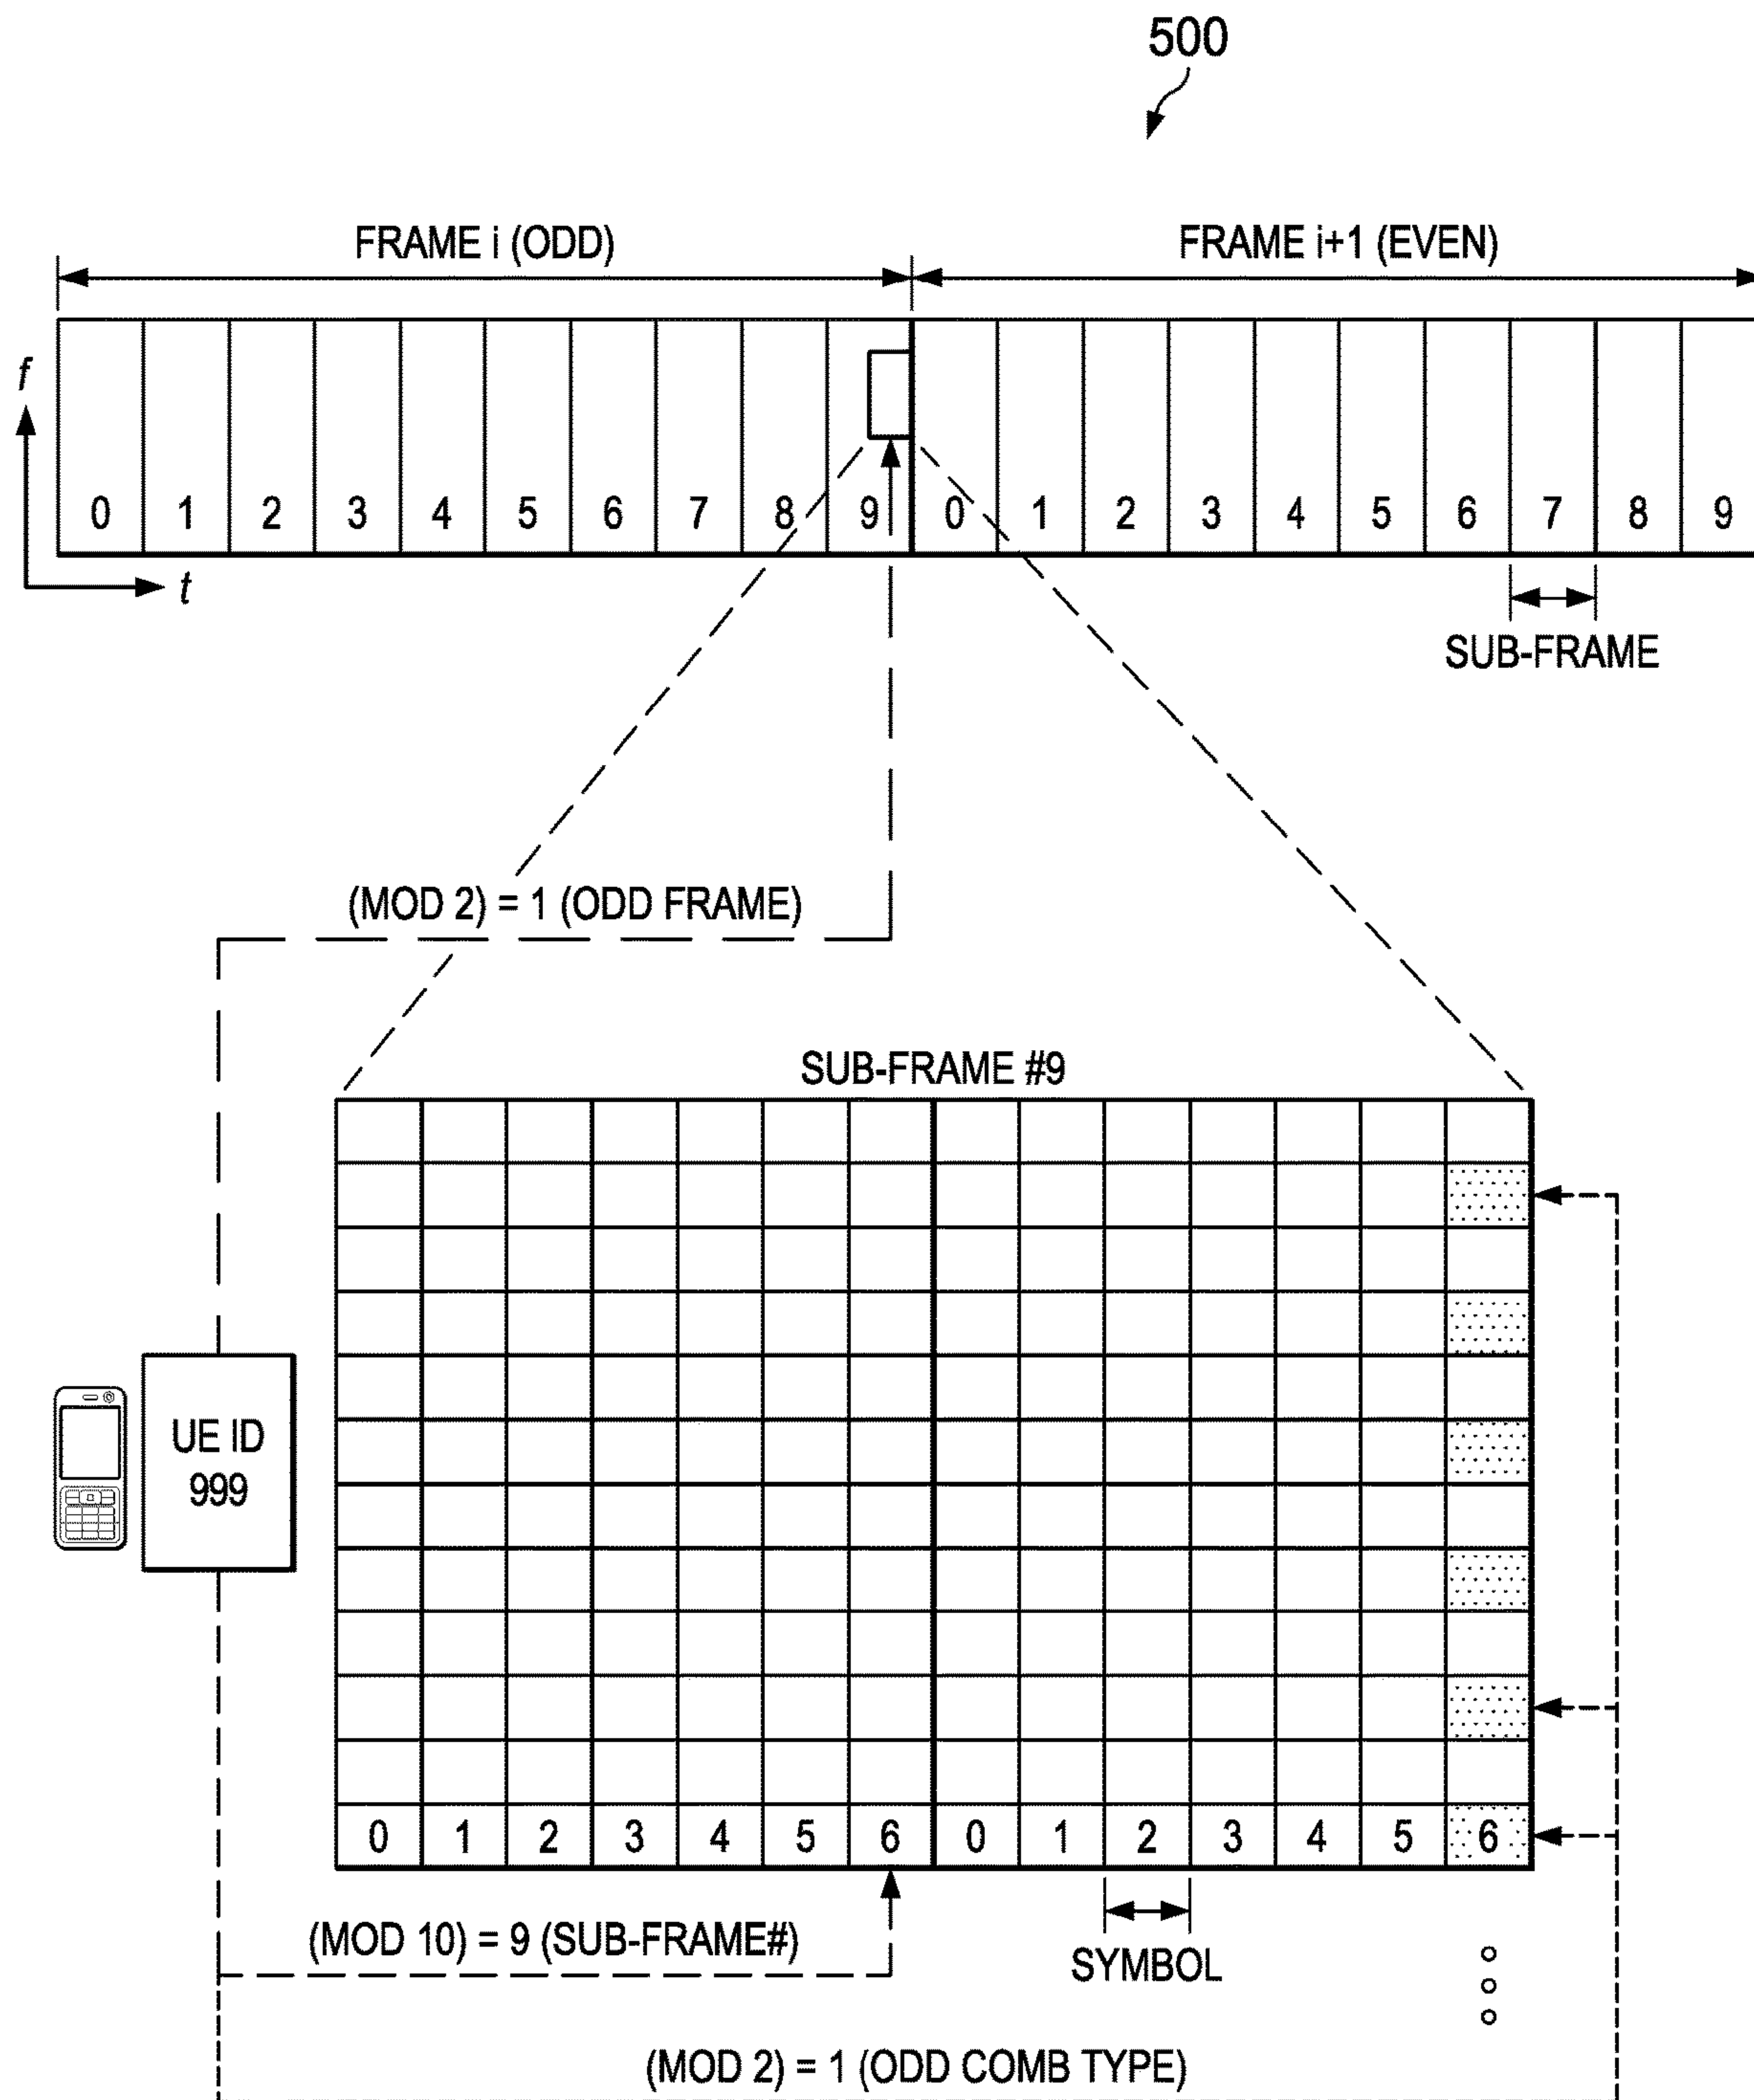 500
FRAME i (ODD) FRAME i+1 (EVEN)
f
0 1 2 3 4 5 6 7 8 9 0 1 2 3 4 5 6 7 8 9
t
SUB-FRAME
(MOD 2) = 1 (ODD FRAME)
SUB-FRAME #9
UE ID
999
0 1 2 3 4 5 6 0 1 2 3 4 5 6
(MOD 10) = 9 (SUB-FRAME#)
SYMBOL
(MOD 2) = 1 (ODD COMB TYPE)